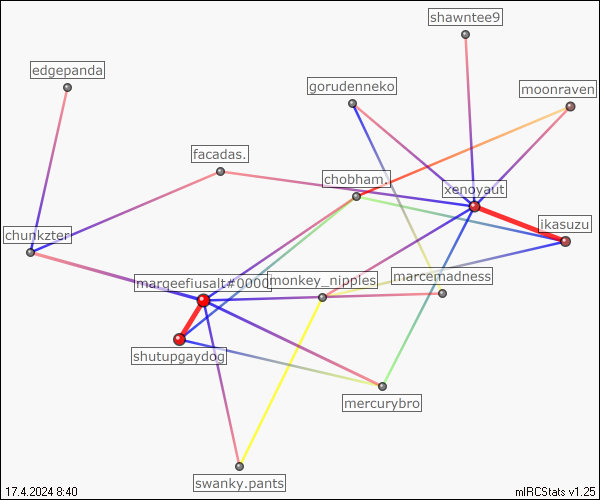 shawntee9
edgepanda
gorudenneko
moonraven
facadas.
chobham.
xenoyaut
chunkzter
ikasuzu
marqeefiusalt#0000
monkey_nipples
marcemadness
shutupgaydog
mercurybro
swanky.pants
17.4.2024 8:40
mIRCStats v1.25